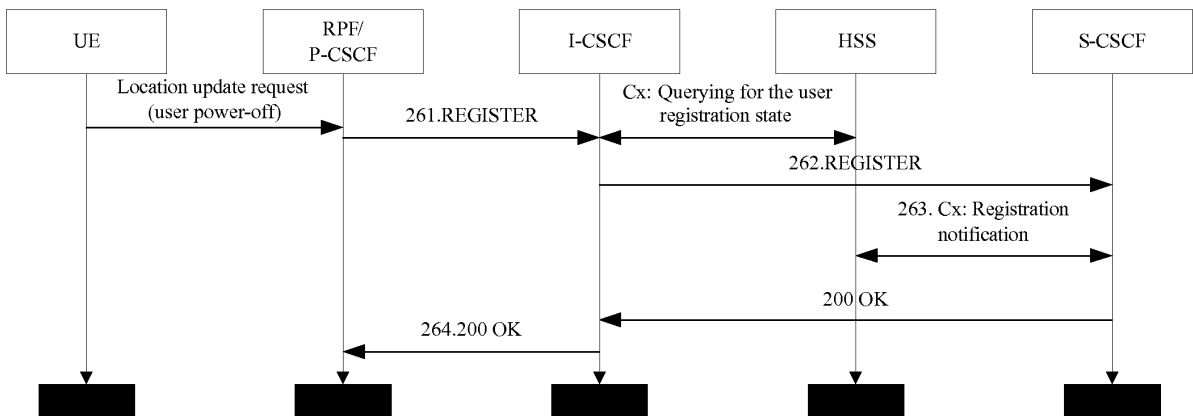 UE
RPF/
P-CSCF
I-CSCF
HSS
S-CSCF
Location update request
(user power-off)
261.REGISTER
Cx: Querying for the user
registration state
262.REGISTER
263. Cx: Registration
notification
200 OK
264.200 OK